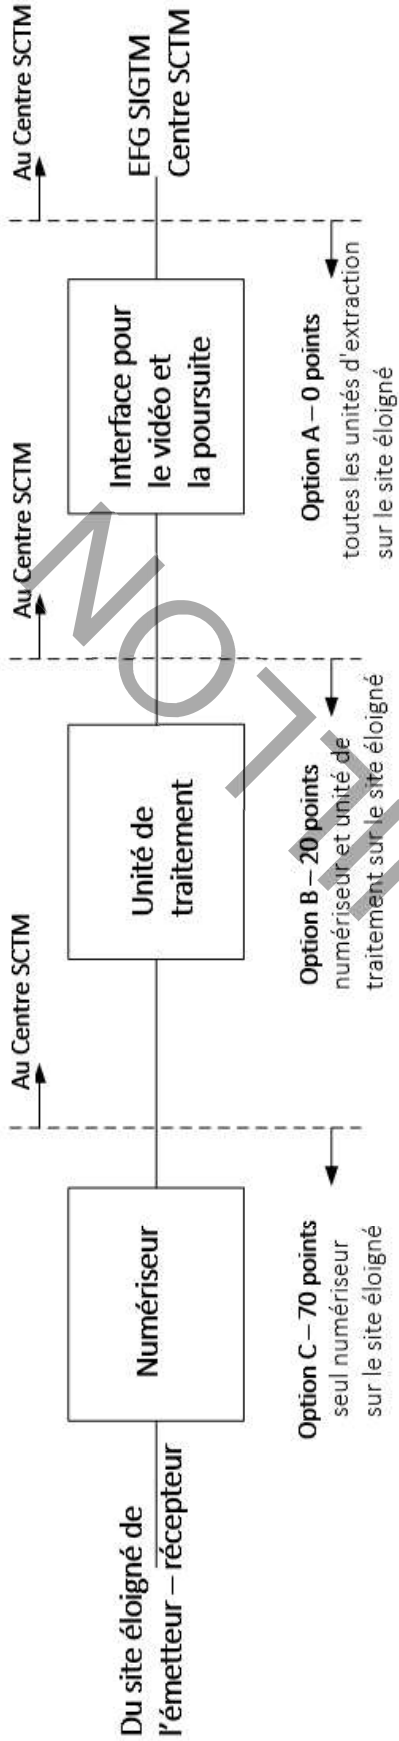 Au Centre SCTM
Au Centre SCTM
Au Centre SCTM
Du site éloigné de
l'émetteur – récepteur
Numériseur
Unité de
traitement
Interface pour
le vidéo et
la poursuite
EFG SIGTM
Centre SCTM
Option C – 70 points
seul numériseur
sur le site éloigné
Option B – 20 points
numériseur et unité de
traitement sur le site éloigné
Option A – 0 points
toutes les unités d'extraction
sur le site éloigné